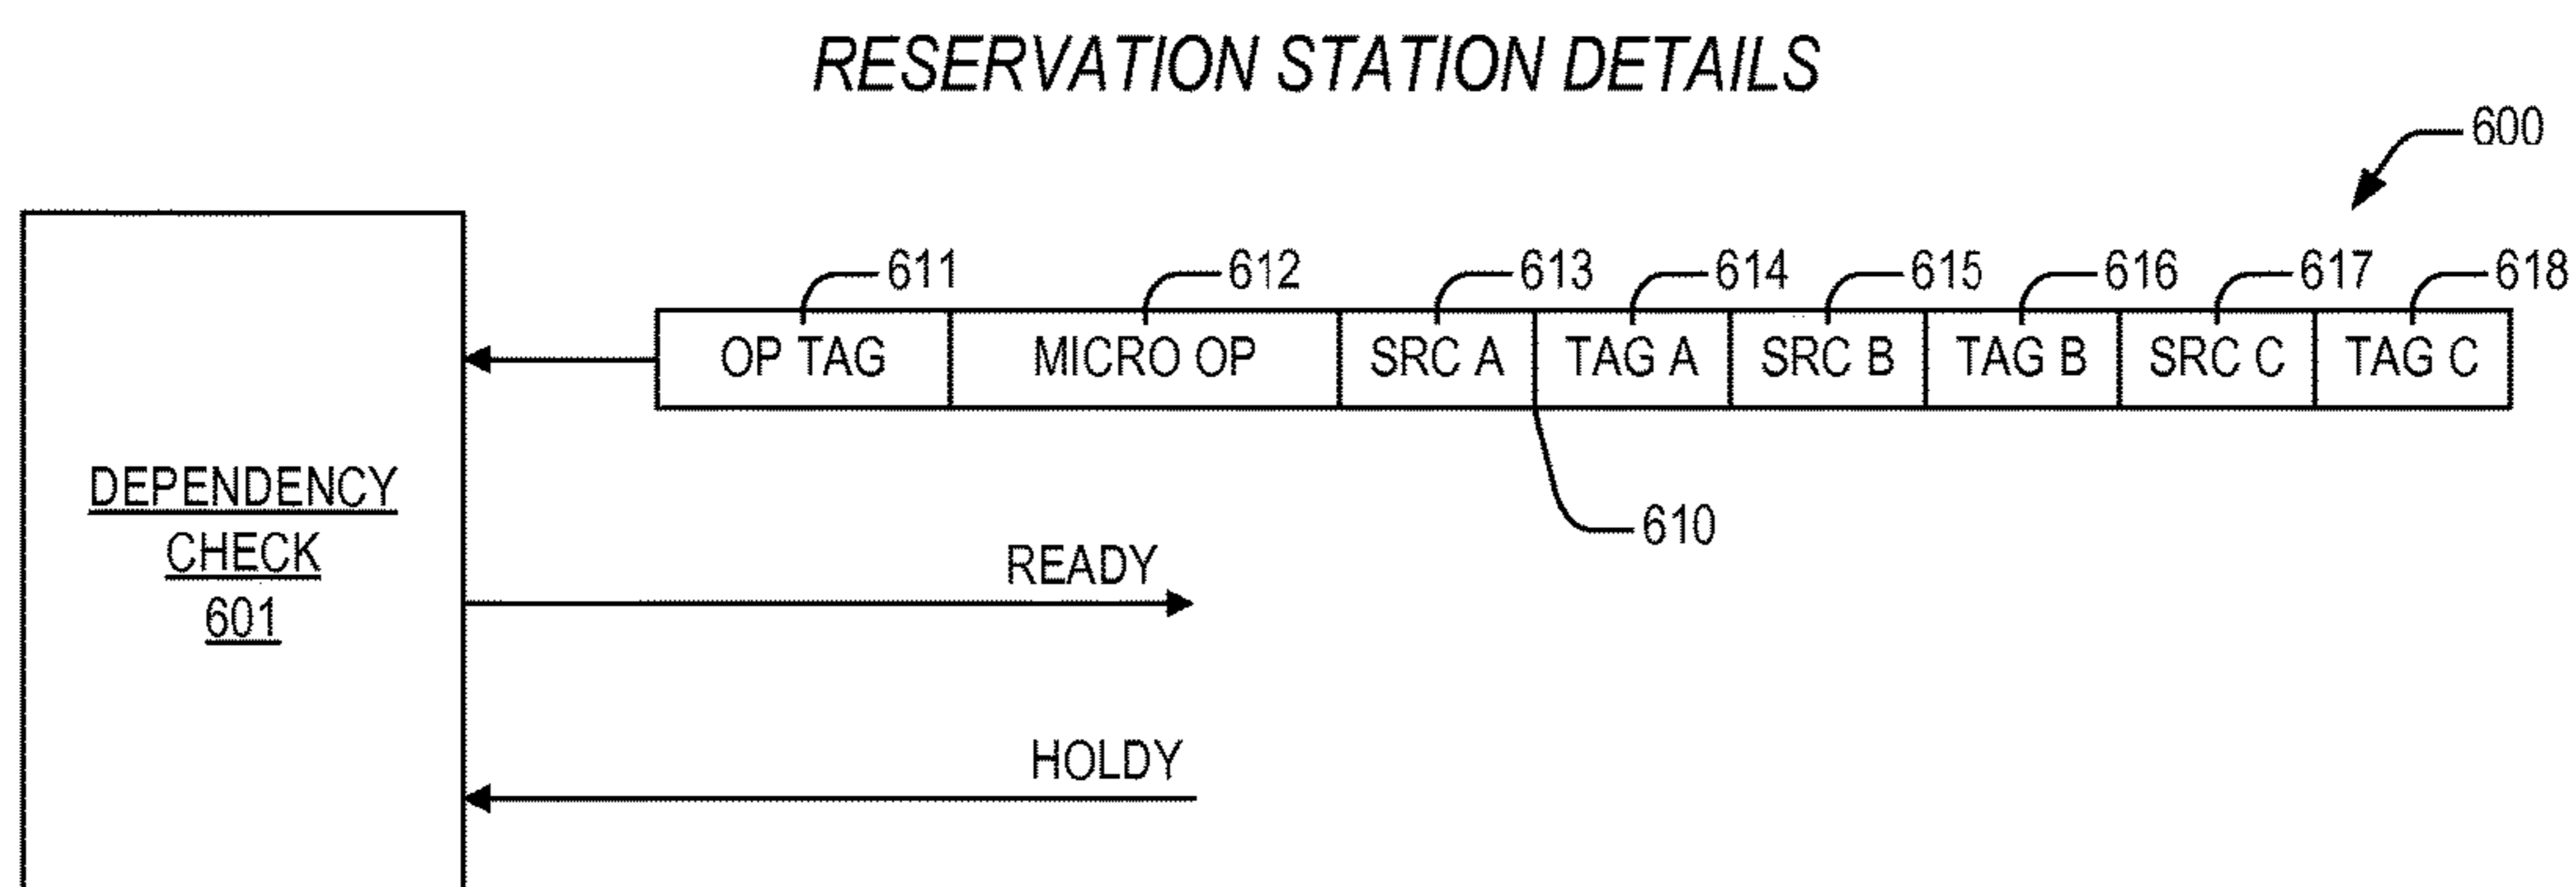 RESERVATION STATION DETAILS
600
611 612 613 614 615 616 617 618
OP TAG MICRO OP SRC A TAG A SRC B TAG B SRC C TAG C
610
DEPENDENCY
CHECK
601
READY
HOLDY